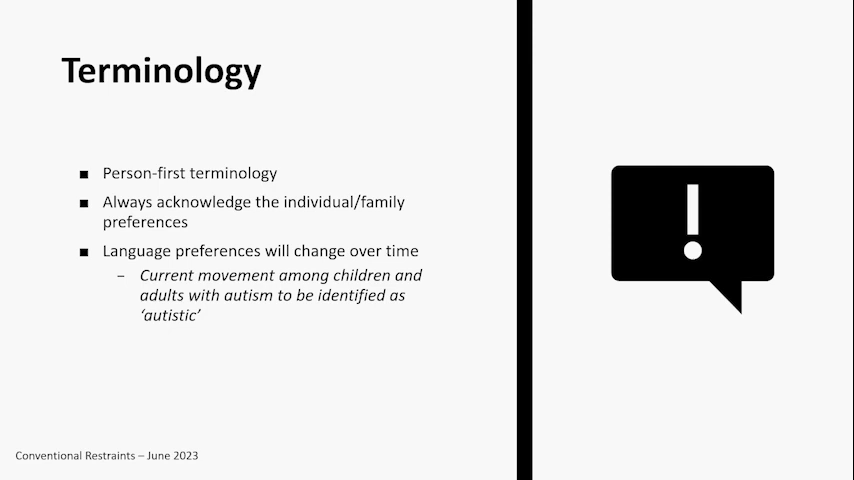 Terminology
■ Person-first terminology
■ Always acknowledge the individual/family
preferences
■ Language preferences will change over time
– Current movement among children and
adults with autism to be identified as
‘autistic’
!
Conventional Restraints – June 2023